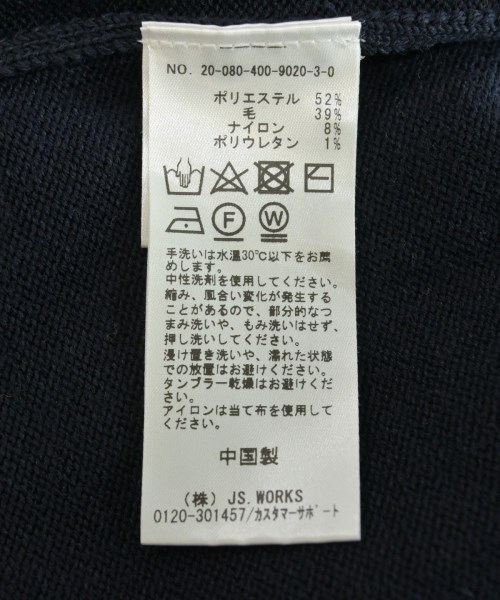 NO. 20-080-400-9020-3-0
ポリエステル 52%
毛 39%
ナイロン 8%
ポリウレタン 1%
F W
手洗いは水温30℃以下をお薦
めします。
中性洗剤を使用してください。
縮み、風合い変化が発生する
ことがあるので、部分的なつ
まみ洗いや、もみ洗いはせず、
押し洗いしてください。
浸け置き洗いや、濡れた状態
での放置はお避けください。
タンブラー乾燥はお避けくだ
さい。
アイロンは当て布を使用して
ください。
中国製
(株) JS.WORKS
0120-301457/カスタマーサポート